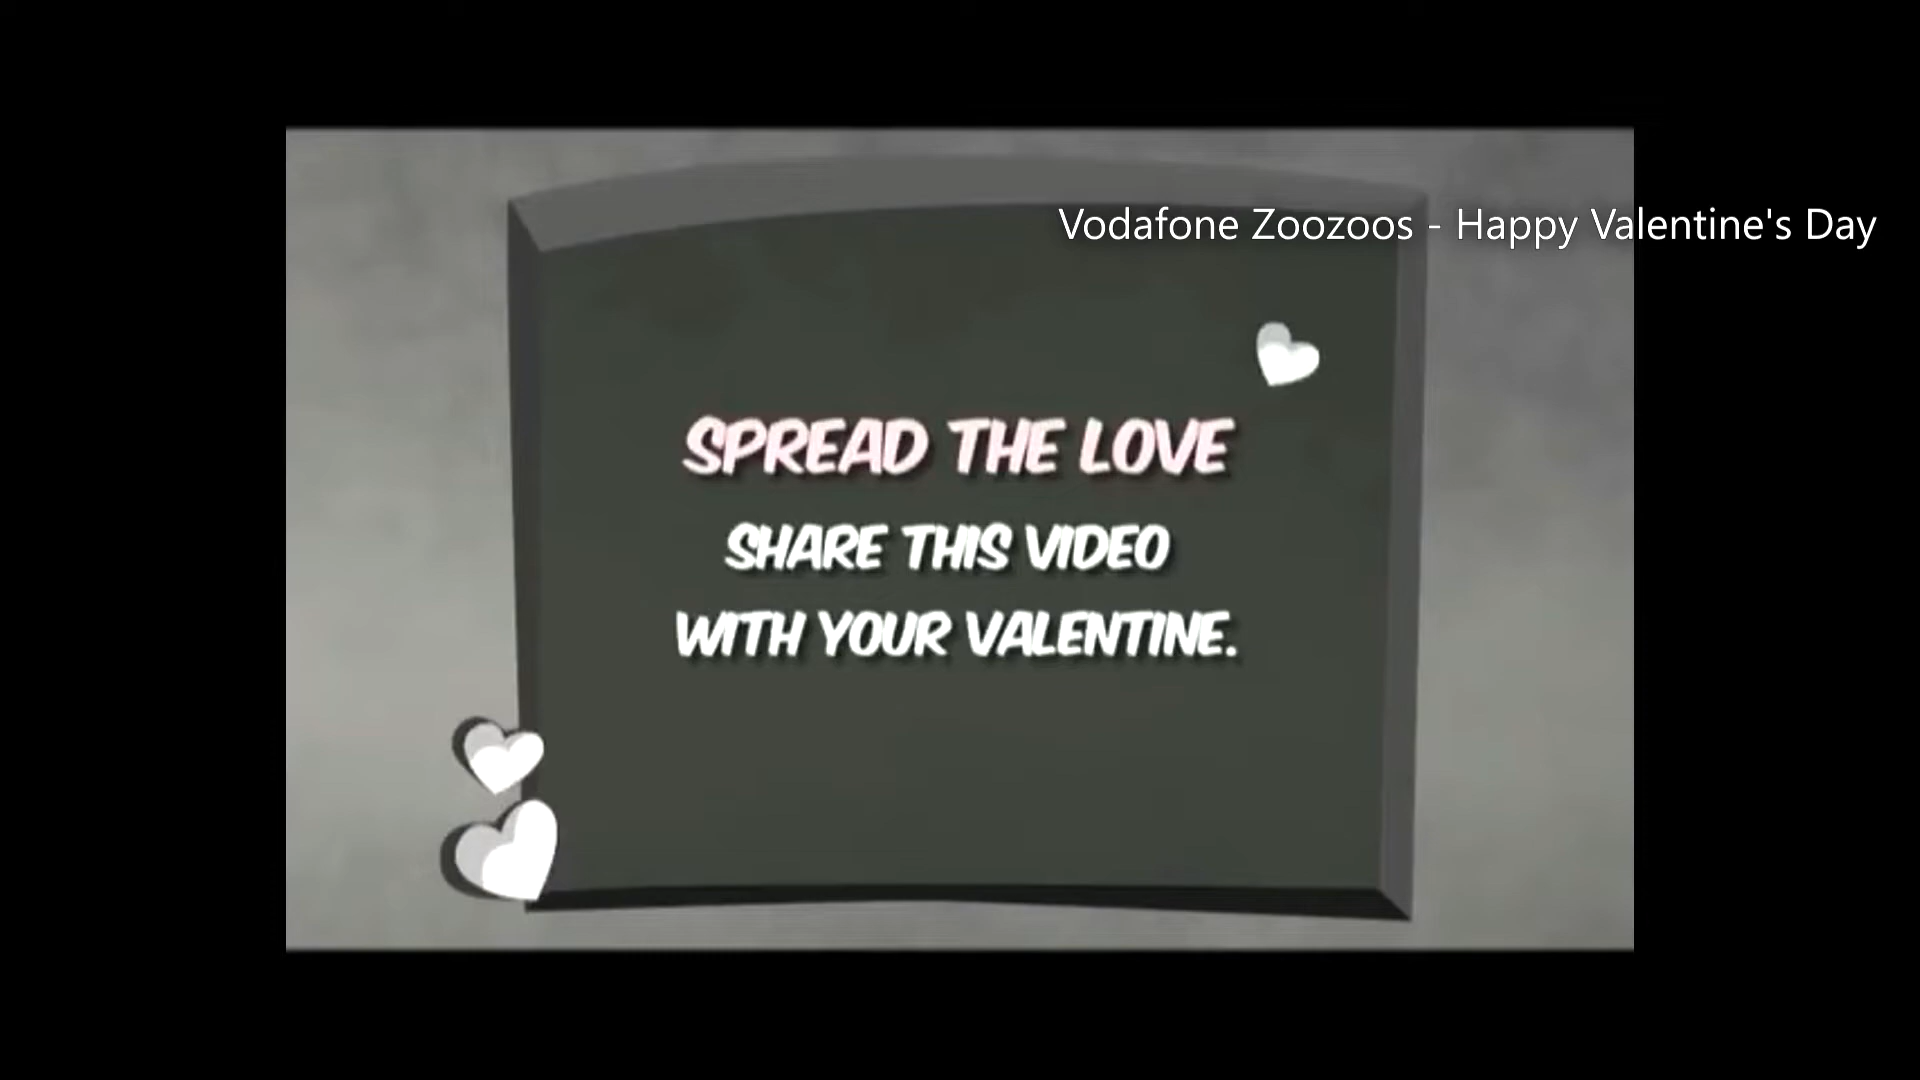 Vodafone Zoozoos - Happy Valentine's Day
SPREAD THE LOVE
SHARE THIS VIDEO
WITH YOUR VALENTINE.